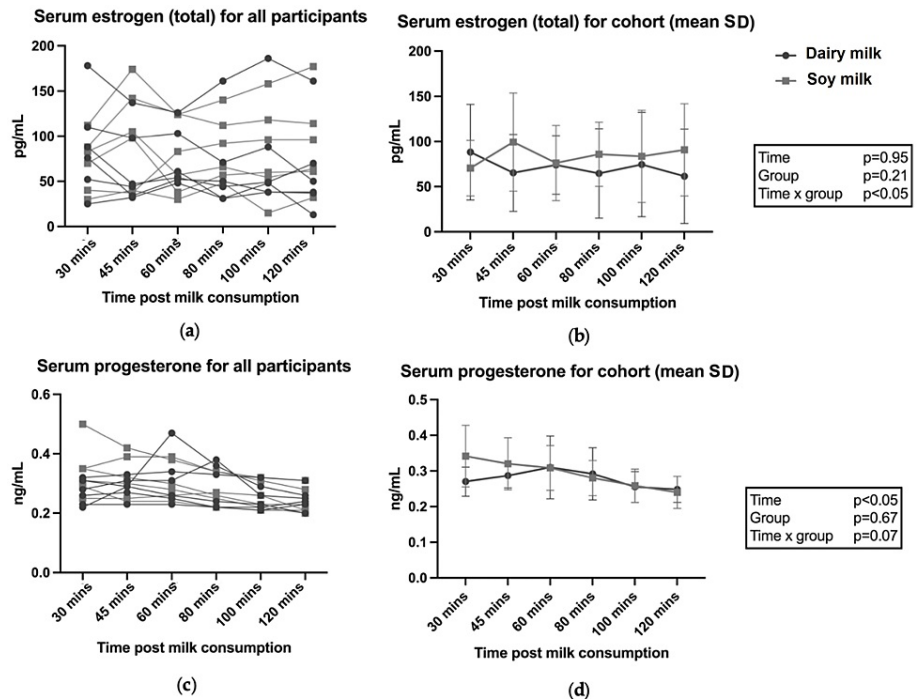 Serum estrogen (total) for all participants
200
150
100
50
0
pg/mL
30 mins
45 mins
60 mins
80 mins
100 mins
120 mins
Time post milk consumption
(a)
Serum estrogen (total) for cohort (mean SD)
200
150
100
50
0
pg/mL
30 mins
45 mins
60 mins
80 mins
100 mins
120 mins
Time post milk consumption
(b)
Dairy milk
Soy milk
Time p=0.95
Group p=0.21
Time x group p<0.05
Serum progesterone for all participants
0.6
0.4
0.2
0.0
ng/mL
30 mins
45 mins
60 mins
80 mins
100 mins
120 mins
Time post milk consumption
(c)
Serum progesterone for cohort (mean SD)
0.5
0.4
0.3
0.2
0.1
0.0
ng/mL
30 mins
45 mins
60 mins
80 mins
100 mins
120 mins
Time post milk consumption
(d)
Time p<0.05
Group p=0.67
Time x group p=0.07